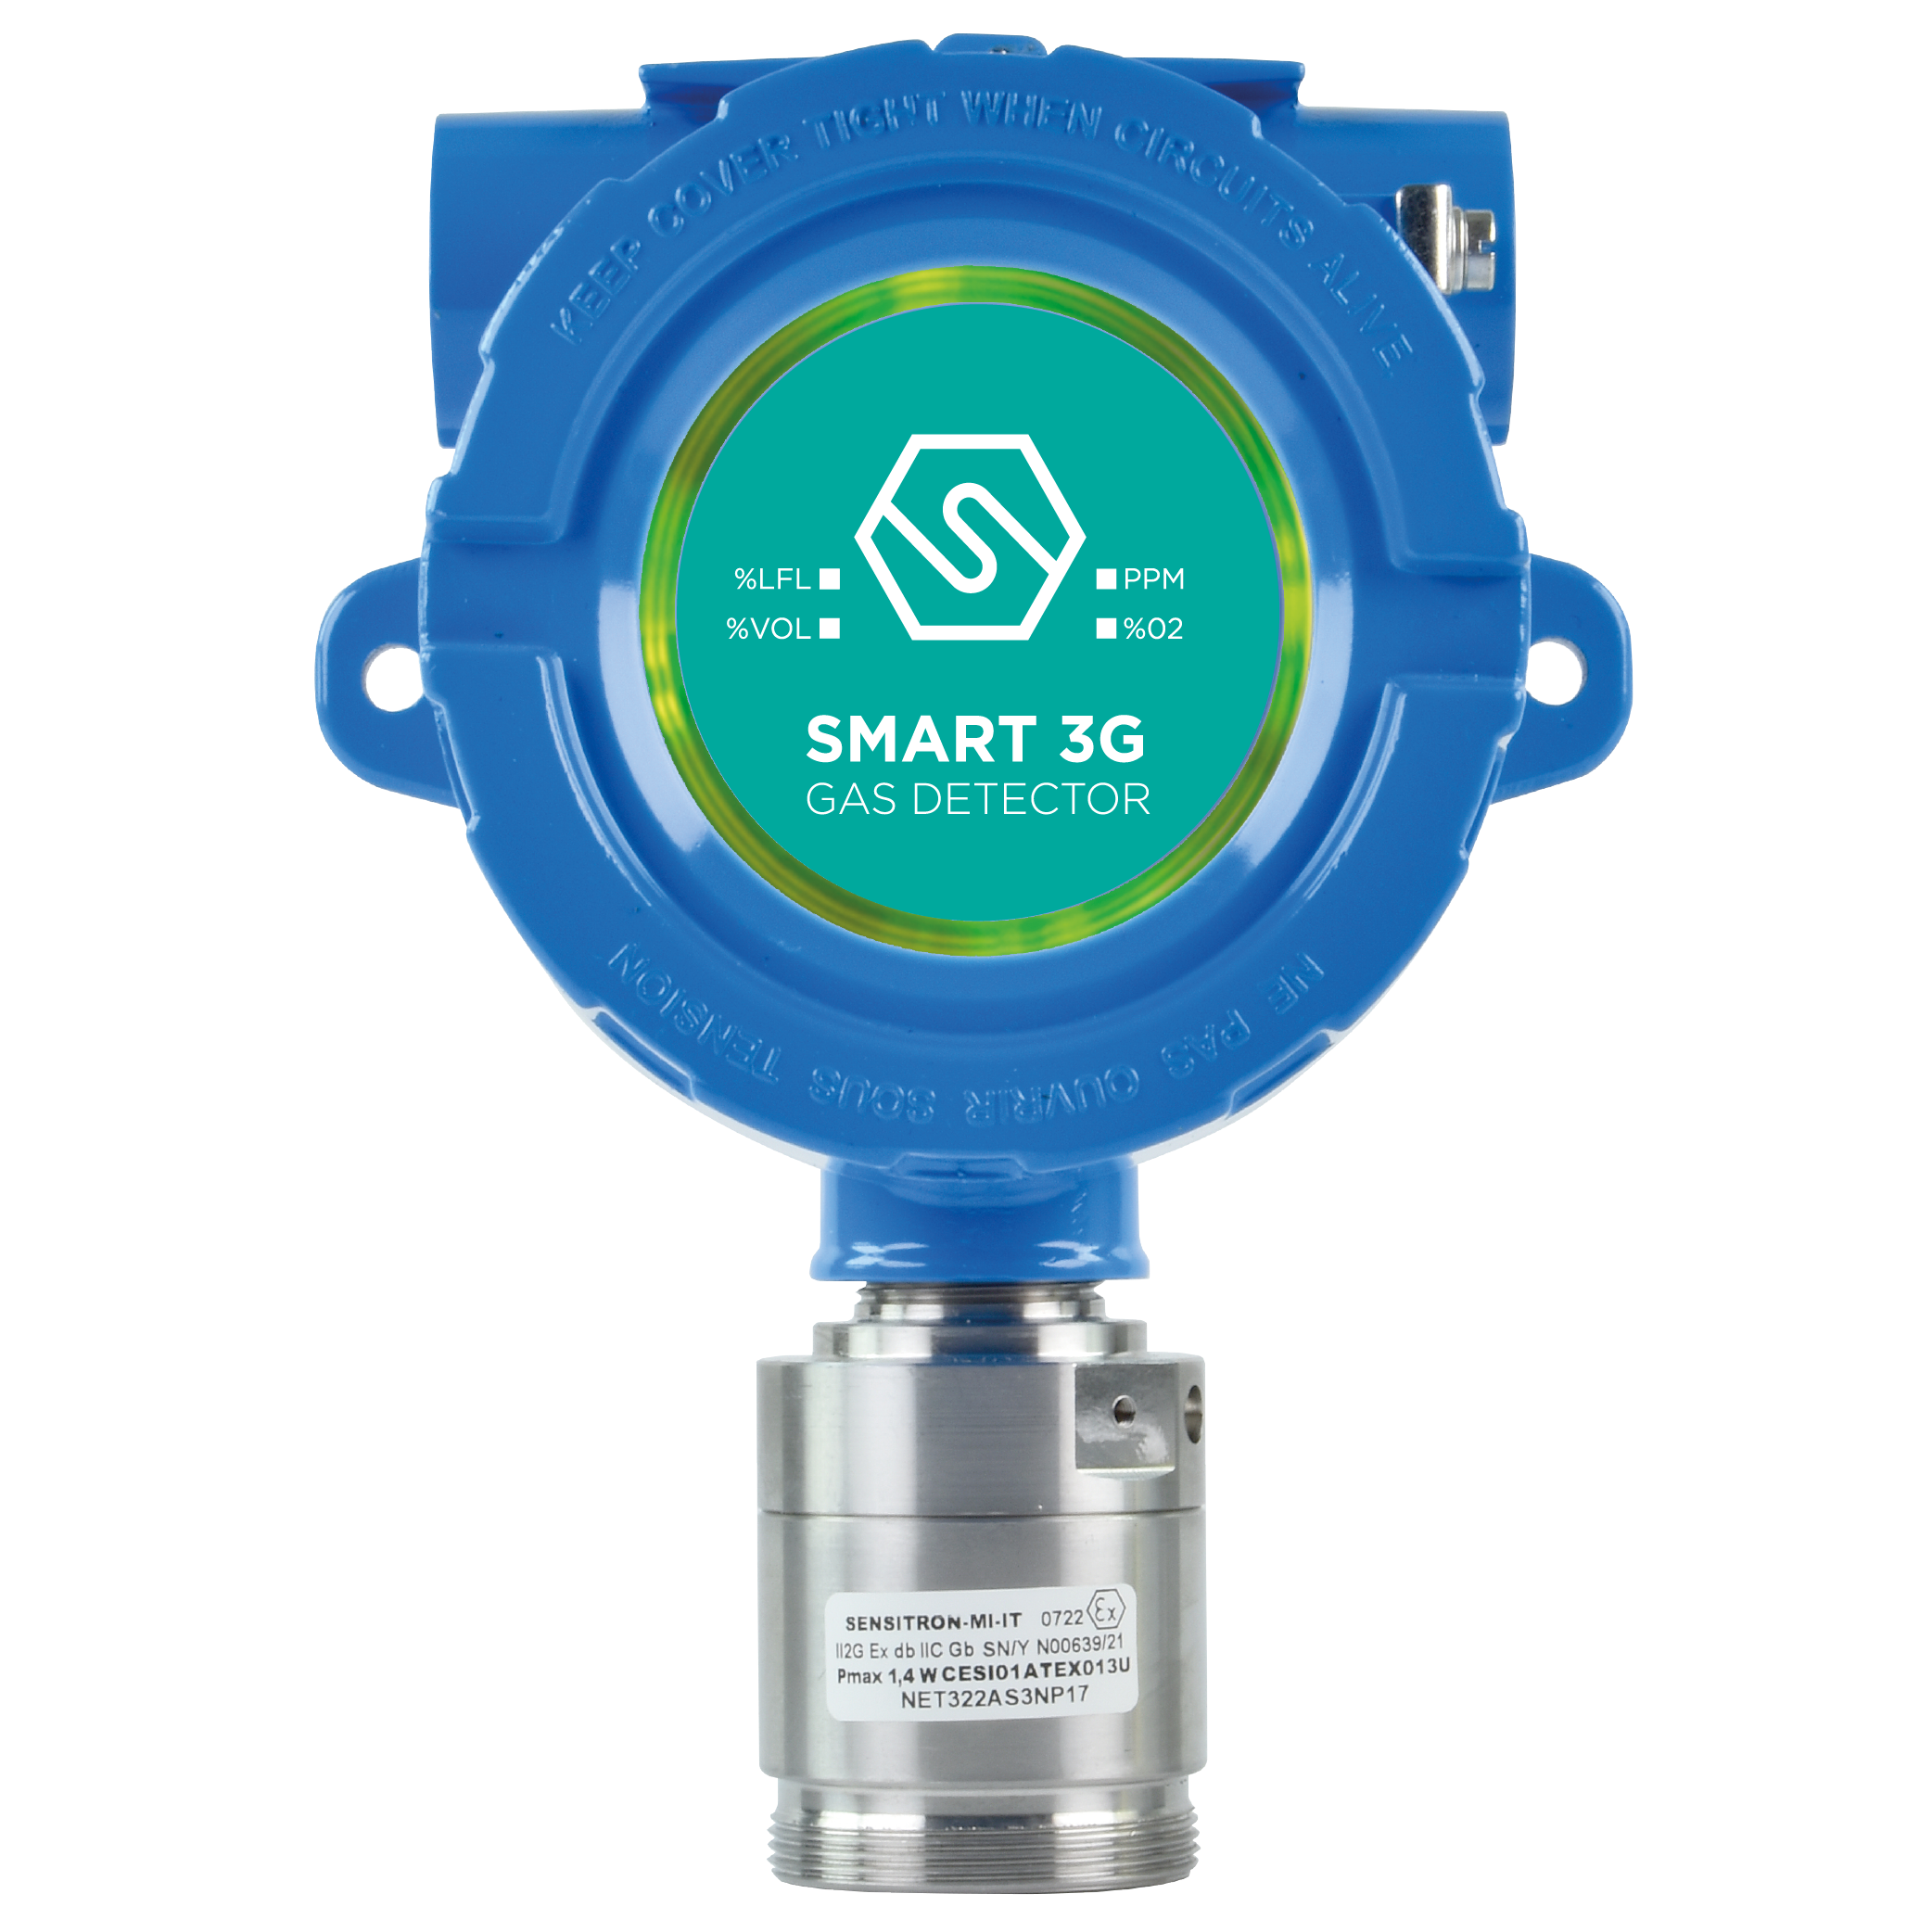 KEEP COVER TIGHT WHEN CIRCUITS ALIVE
%LFL
PPM
%VOL
%02
SMART 3G
GAS DETECTOR
NE PAS OUVRIR SOUS TENSION
SENSITRON-MI-IT 0722 Ex
II2G Ex db IIC Gb SN/Y N00639/21
Pmax 1,4 W CESI01ATEX013U
NET322AS3NP17